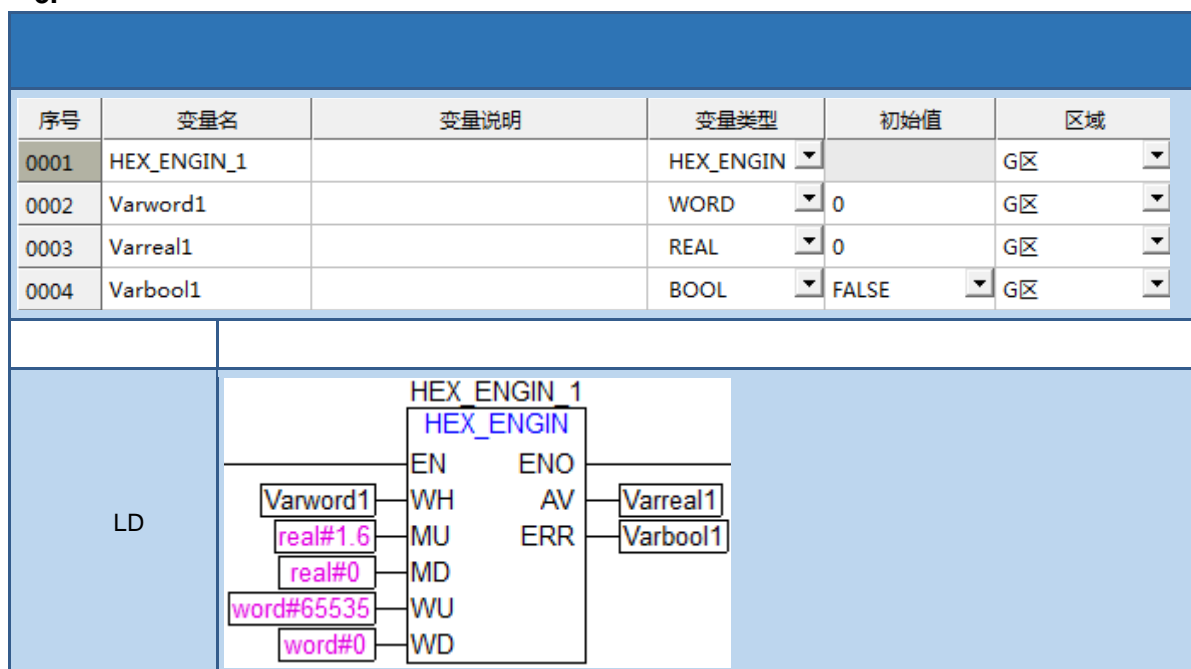 序号 变量名 变量说明 变量类型 初始值 区域
0001 HEX_ENGIN_1 HEX_ENGIN G区
0002 Varword1 WORD 0 G区
0003 Varreal1 REAL 0 G区
0004 Varbool1 BOOL FALSE G区
LD
HEX_ENGIN_1
HEX_ENGIN
EN ENO
Varword1 WH AV Varreal1
real#1.6 MU ERR Varbool1
real#0 MD
word#65535 WU
word#0 WD